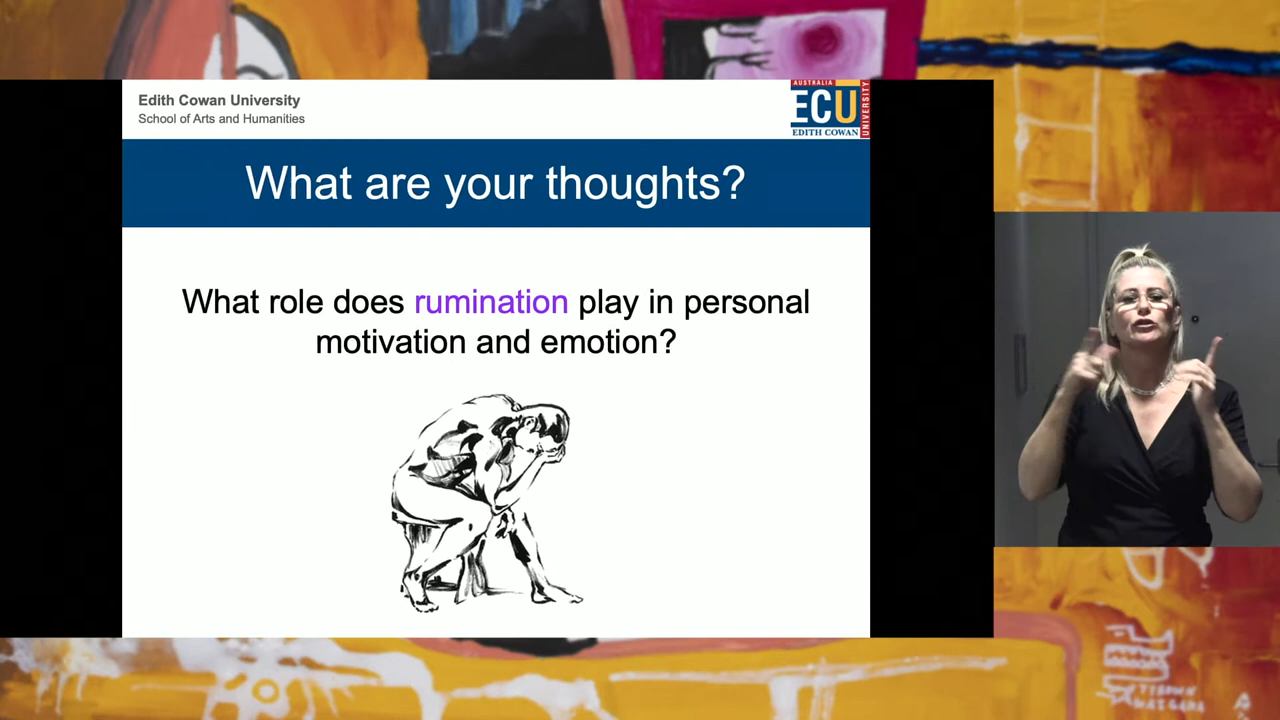 Edith Cowan University
School of Arts and Humanities
AUSTRALIA
ECU
UNIVERSITY
EDITH COWAN
What are your thoughts?
What role does rumination play in personal
motivation and emotion?